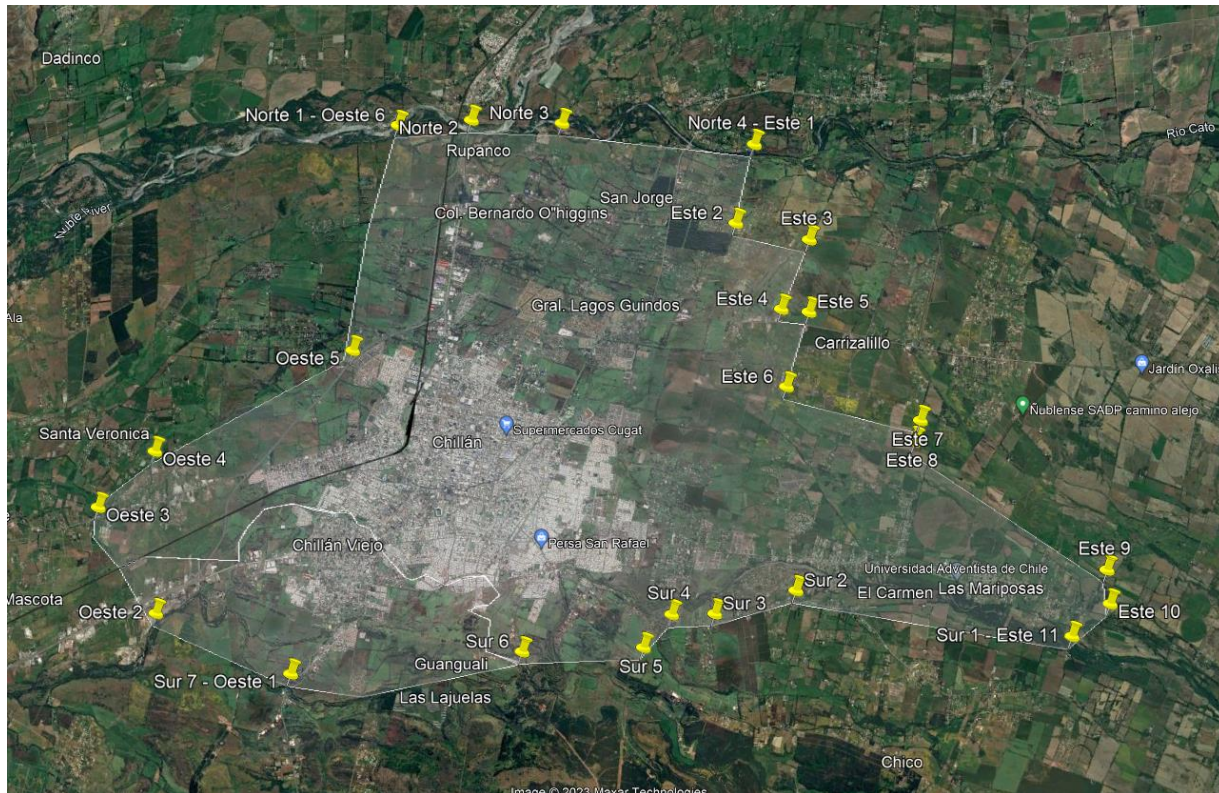 Dadinco
Norte 1 - Oeste 6
Norte 2
Norte 3
Norte 4 - Este 1
Río Cato
Rupanco
San Jorge
Ñuble River
Col. Bernardo O"higgins
Este 2
Este 3
Gral. Lagos Guindos
Este 4
Este 5
Ala
Carrizalillo
Oeste 5
Jardín Oxalis
Este 6
Ñublense SADP camino alejo
Supermercados Cugat
Santa Veronica
Chillán
Este 7
Oeste 4
Este 8
Oeste 3
Chillán Viejo
Persa San Rafael
Universidad Adventista de Chile
Este 9
Sur 2
El Carmen
Las Mariposas
Mascota
Oeste 2
Sur 4
Sur 3
Este 10
Sur 1 - Este 11
Sur 6
Guanguali
Sur 5
Sur 7 - Oeste 1
Las Lajuelas
Chico
Image © 2023 Maxar Technologies